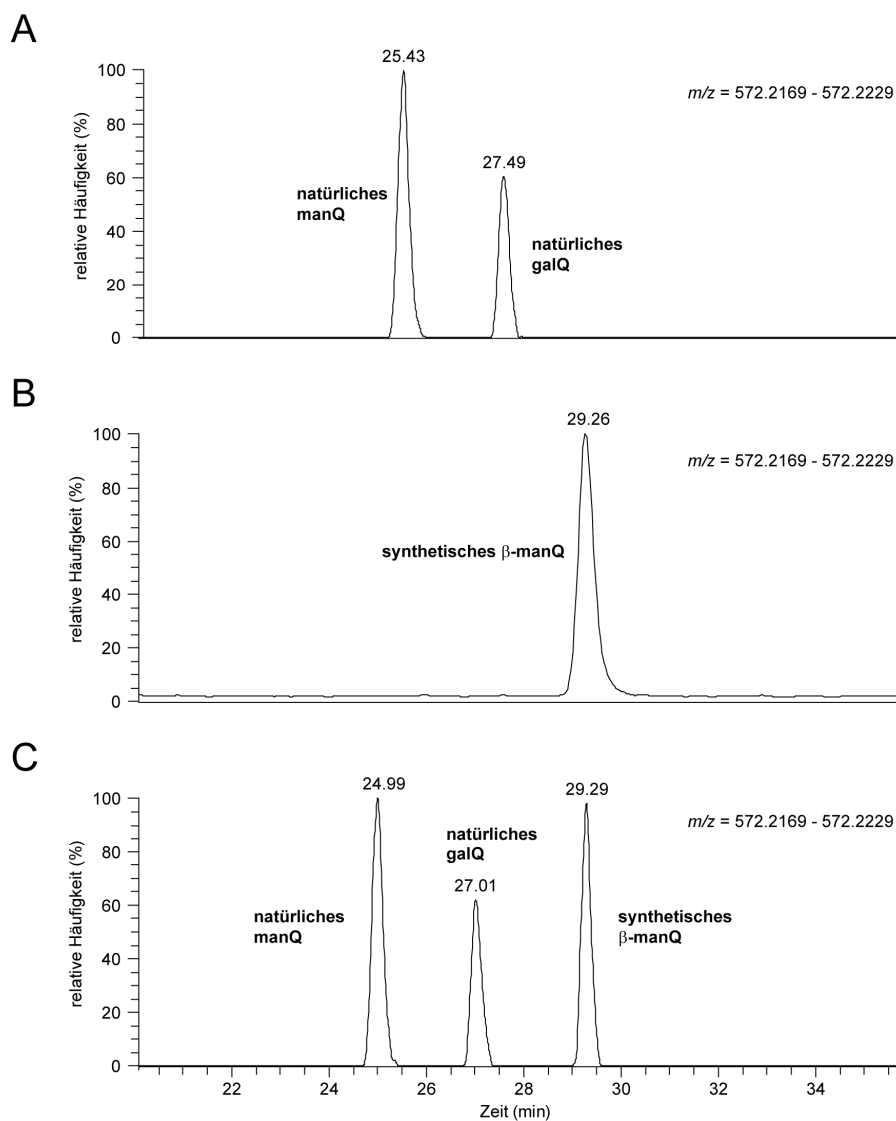 A
25.43
m/z = 572.2169 - 572.2229
100
80
60
40
20
0
relative Häufigkeit (%)
natürliches
manQ
27.49
natürliches
galQ
B
29.26
m/z = 572.2169 - 572.2229
100
80
60
40
20
0
relative Häufigkeit (%)
synthetisches β-manQ
C
24.99
29.29
m/z = 572.2169 - 572.2229
100
80
60
40
20
0
relative Häufigkeit (%)
natürliches
manQ
natürliches
galQ
27.01
synthetisches
β-manQ
22 24 26 28 30 32 34
Zeit (min)